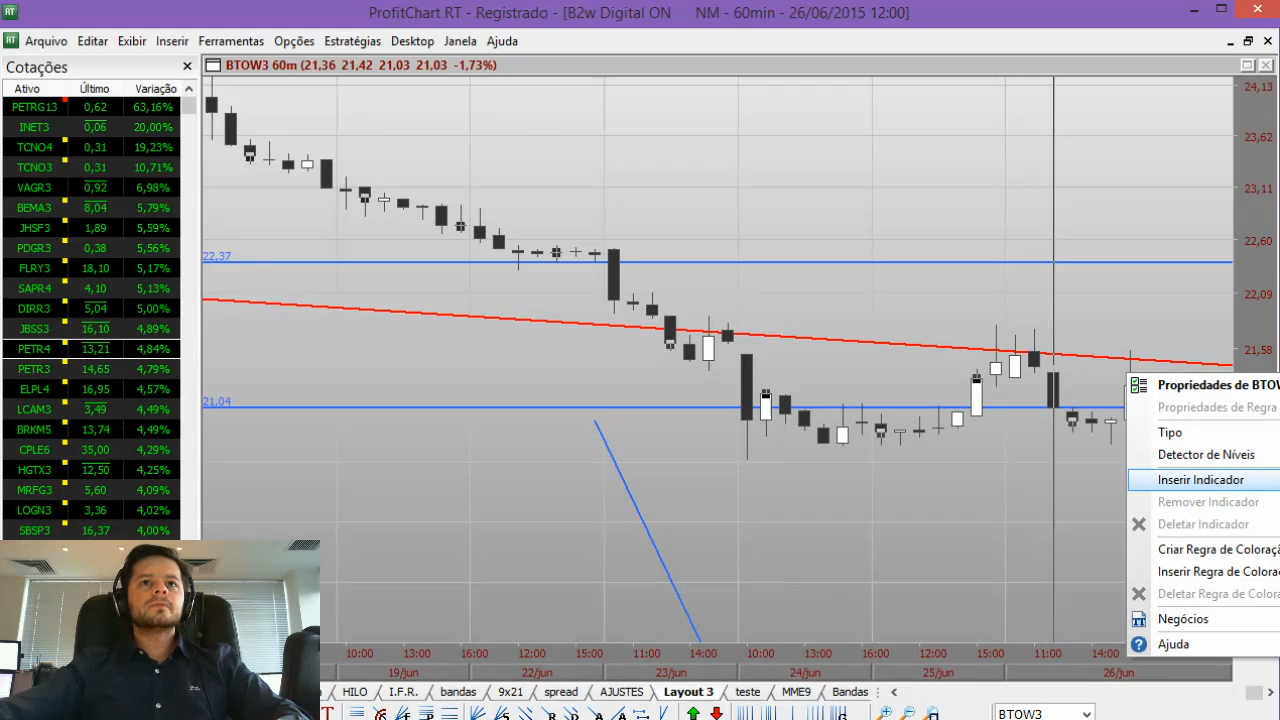 RT ProfitChart RT - Registrado - [B2w Digital ON NM - 60min - 26/06/2015 12:00]
RT Arquivo Editar Exibir Inserir Ferramentas Opções Estratégias Desktop Janela Ajuda
Cotações
BTOW3 60m (21,36 21,42 21,03 21,03 -1,73%)
Ativo Último Variação
PETRG13 0,62 63,16%
INET3 0,06 20,00%
TCNO4 0,31 19,23%
TCNO3 0,31 10,71%
VAGR3 0,92 6,98%
BEMA3 8,04 5,79%
JHSF3 1,89 5,59%
PDGR3 0,38 5,56%
FLRY3 18,10 5,17%
SAPR4 4,10 5,13%
DIRR3 5,04 5,00%
JBSS3 16,10 4,89%
PETR4 13,21 4,84%
PETR3 14,65 4,79%
ELPL4 16,95 4,57%
LCAM3 3,49 4,49%
BRKM5 13,74 4,49%
CPLE6 35,00 4,29%
HGTX3 12,50 4,25%
MRFG3 5,60 4,09%
LOGN3 3,36 4,02%
SBSP3 16,37 4,00%
22,37
21,04
24,13
23,62
23,11
22,60
22,09
21,58
Propriedades de BTOW
Propriedades de Regra
Tipo
Detector de Níveis
Inserir Indicador
Remover Indicador
Deletar Indicador
Criar Regra de Coloraçã
Inserir Regra de Colora
Deletar Regra de Colora
Negócios
Ajuda
10:00 13:00 16:00 12:00 15:00 11:00 14:00 10:00 13:00 16:00 12:00 15:00 11:00 14:00
19/jun 22/jun 23/jun 24/jun 25/jun 26/jun
HILO I.F.R. bandas 9x21 spread AJUSTES Layout 3 teste MME9 Bandas
BTOW3